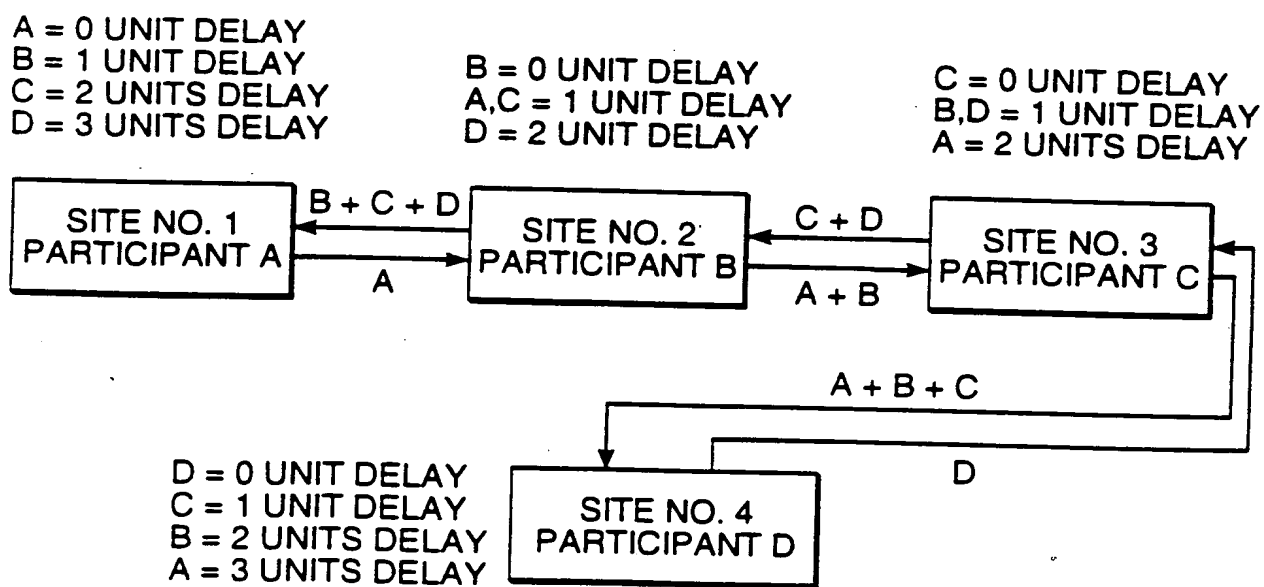 A = 0 UNIT DELAY
B = 1 UNIT DELAY
C = 2 UNITS DELAY
D = 3 UNITS DELAY
B = 0 UNIT DELAY
A,C = 1 UNIT DELAY
D = 2 UNIT DELAY
C = 0 UNIT DELAY
B,D = 1 UNIT DELAY
A = 2 UNITS DELAY
SITE NO. 1
PARTICIPANT A
B + C + D
A
SITE NO. 2
PARTICIPANT B
C + D
A + B
SITE NO. 3
PARTICIPANT C
A + B + C
D
D = 0 UNIT DELAY
C = 1 UNIT DELAY
B = 2 UNITS DELAY
A = 3 UNITS DELAY
SITE NO. 4
PARTICIPANT D